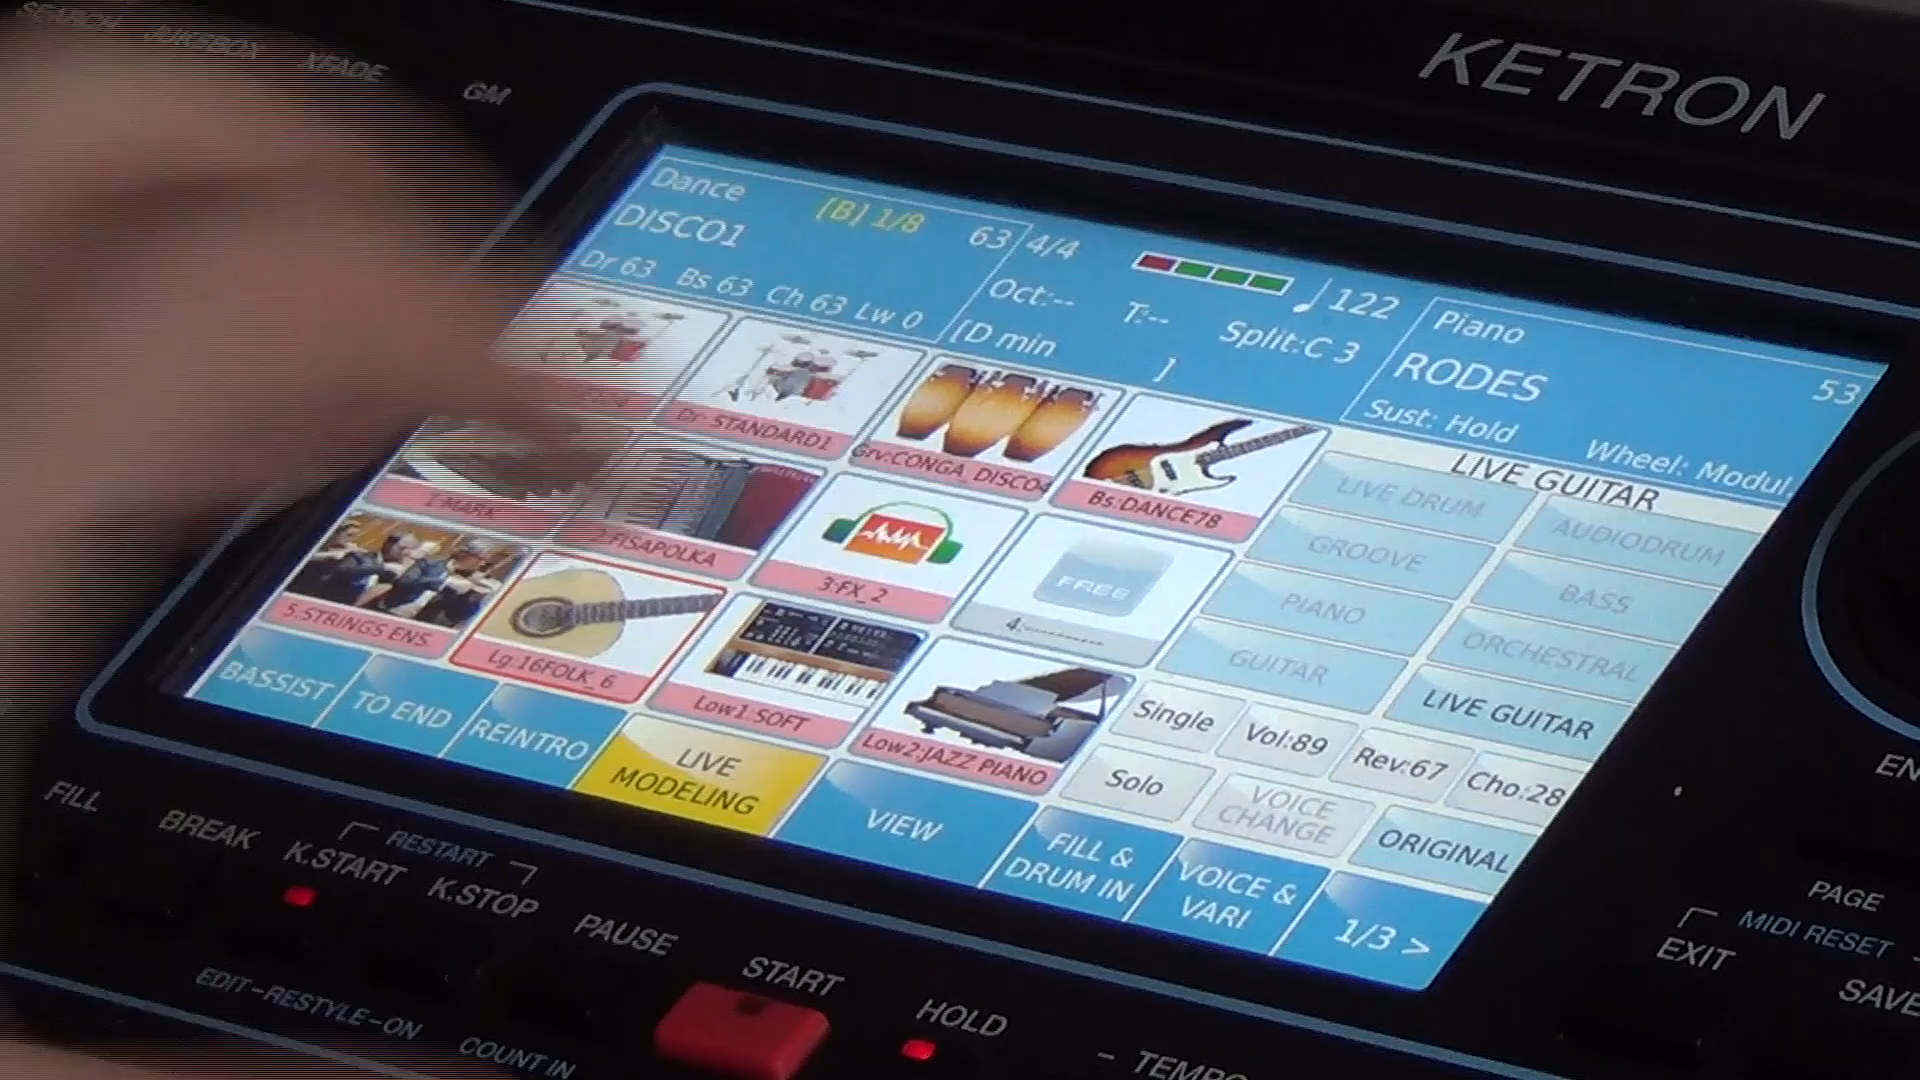 SEARCH JUKEBOX XFADE GM
KETRON
Dance
DISCO1
[B] 1/8
63
Dr 63 Bs 63 Ch 63 Lw 0
4/4
122
Oct:-- T:-- Split:C 3
[D min ]
Piano
RODES
53
Sust: Hold
Wheel: Modul.
Dr: STANDARD1
Grv:CONGA_DISCO4
Bs:DANCE78
1:MARK
2:FISAPOLKA
3:FX_2
FREE
4:-----------
5.STRINGS ENS.
Lg:16FOLK_6
Low1:SOFT
Low2:JAZZ PIANO
LIVE GUITAR
LIVE DRUM
AUDIODRUM
GROOVE
BASS
PIANO
ORCHESTRAL
GUITAR
LIVE GUITAR
Single
Vol:89
Rev:67
Cho:28
Solo
VOICE
CHANGE
ORIGINAL
BASSIST
TO END
REINTRO
LIVE
MODELING
VIEW
FILL &
DRUM IN
VOICE &
VARI
1/3 >
FILL
BREAK
RESTART
K.START
K.STOP
PAUSE
START
HOLD
- TEMPO
EDIT-RESTYLE-ON
COUNT IN
PAGE
MIDI RESET
EXIT
SAVE